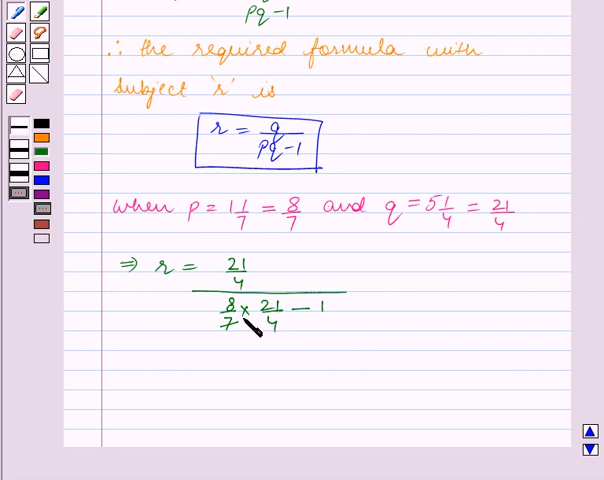 pq - 1
∴ the required formula with
subject 'r' is
r = q / (pq - 1)
when p = 1 1/7 = 8/7 and q = 5 1/4 = 21/4
⇒ r = (21/4) / (8/7 × 21/4 - 1)